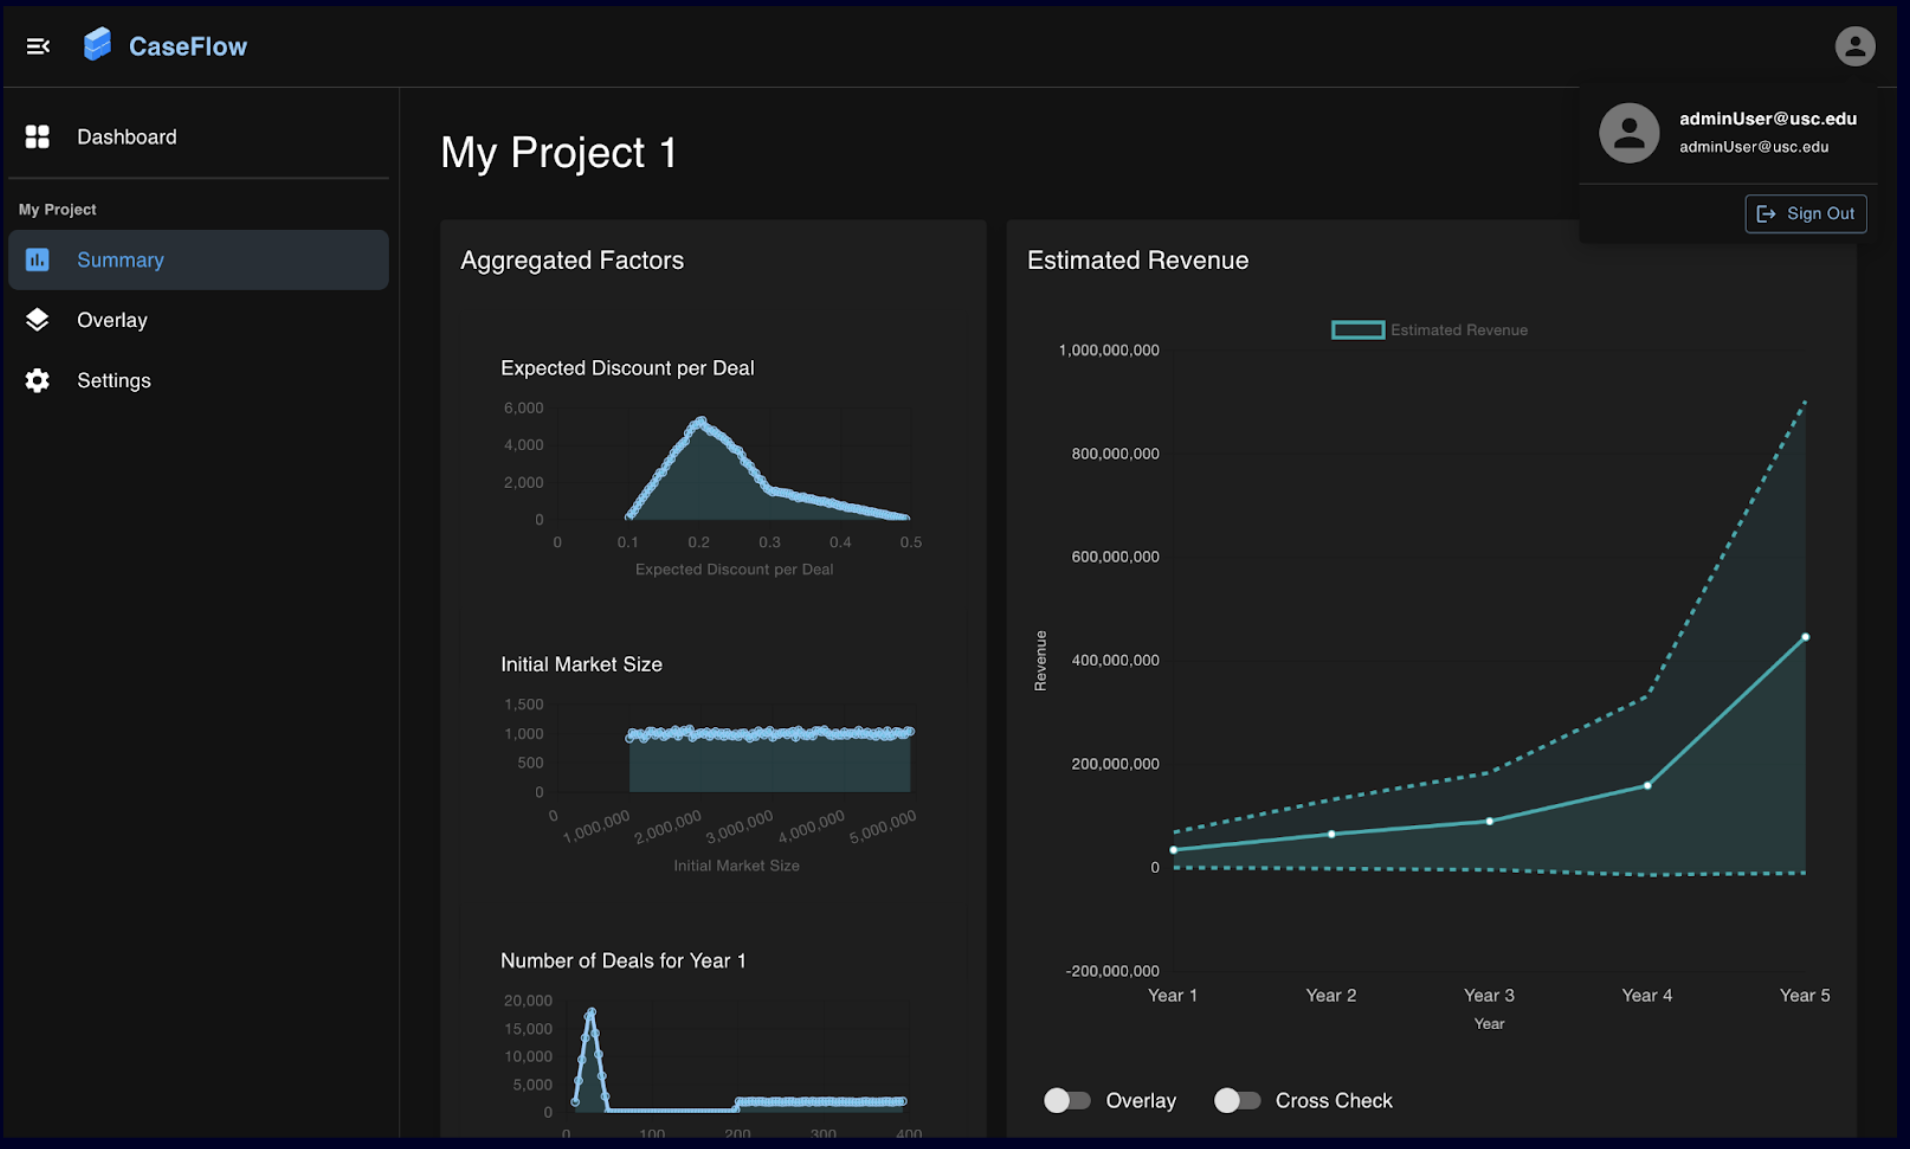 CaseFlow
adminUser@usc.edu
adminUser@usc.edu
Sign Out
Dashboard
My Project
Summary
Overlay
Settings
My Project 1
Aggregated Factors
Expected Discount per Deal
6,000
4,000
2,000
0
0 0.1 0.2 0.3 0.4 0.5
Expected Discount per Deal
Initial Market Size
1,500
1,000
500
0
0 1,000,000 2,000,000 3,000,000 4,000,000 5,000,000
Initial Market Size
Number of Deals for Year 1
20,000
15,000
10,000
5,000
0
0 100 200 300 400
Estimated Revenue
Estimated Revenue
1,000,000,000
800,000,000
600,000,000
400,000,000
200,000,000
0
-200,000,000
Revenue
Year 1 Year 2 Year 3 Year 4 Year 5
Year
Overlay Cross Check